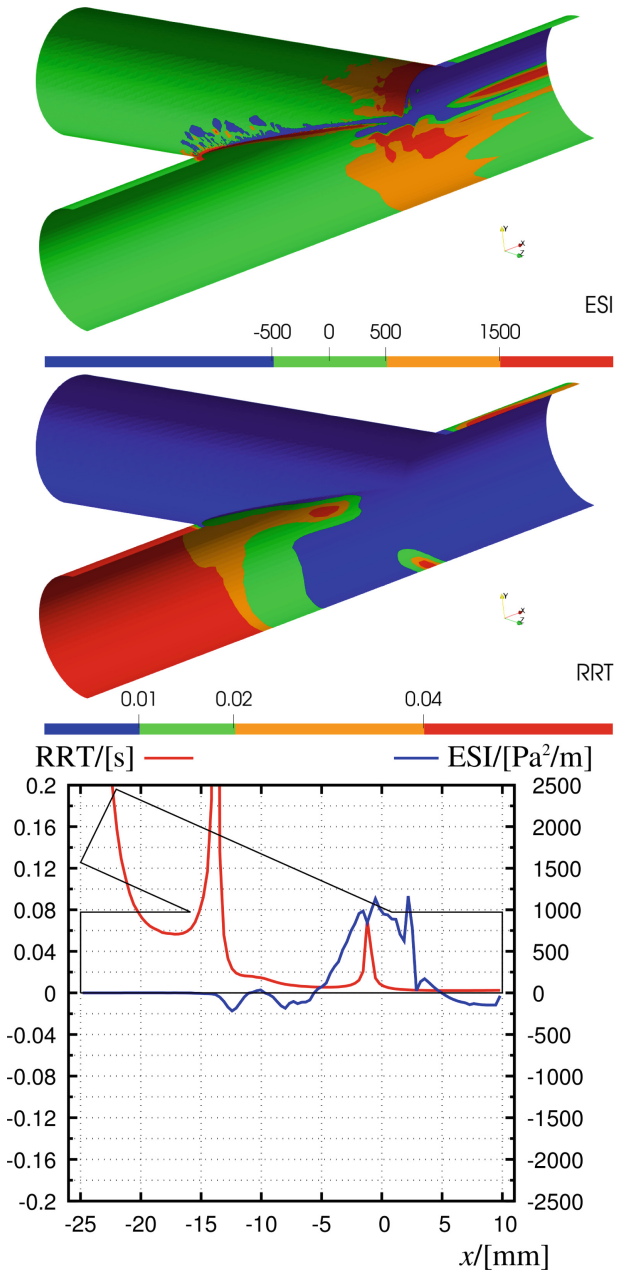 Y
X
Z
ESI
-500 0 500 1500
Y
X
Z
RRT
0.01 0.02 0.04
RRT/[s] ESI/[Pa²/m]
0.2 2500
0.16 2000
0.12 1500
0.08 1000
0.04 500
0 0
-0.04 -500
-0.08 -1000
-0.12 -1500
-0.16 -2000
-0.2 -2500
-25 -20 -15 -10 -5 0 5 10
x/[mm]